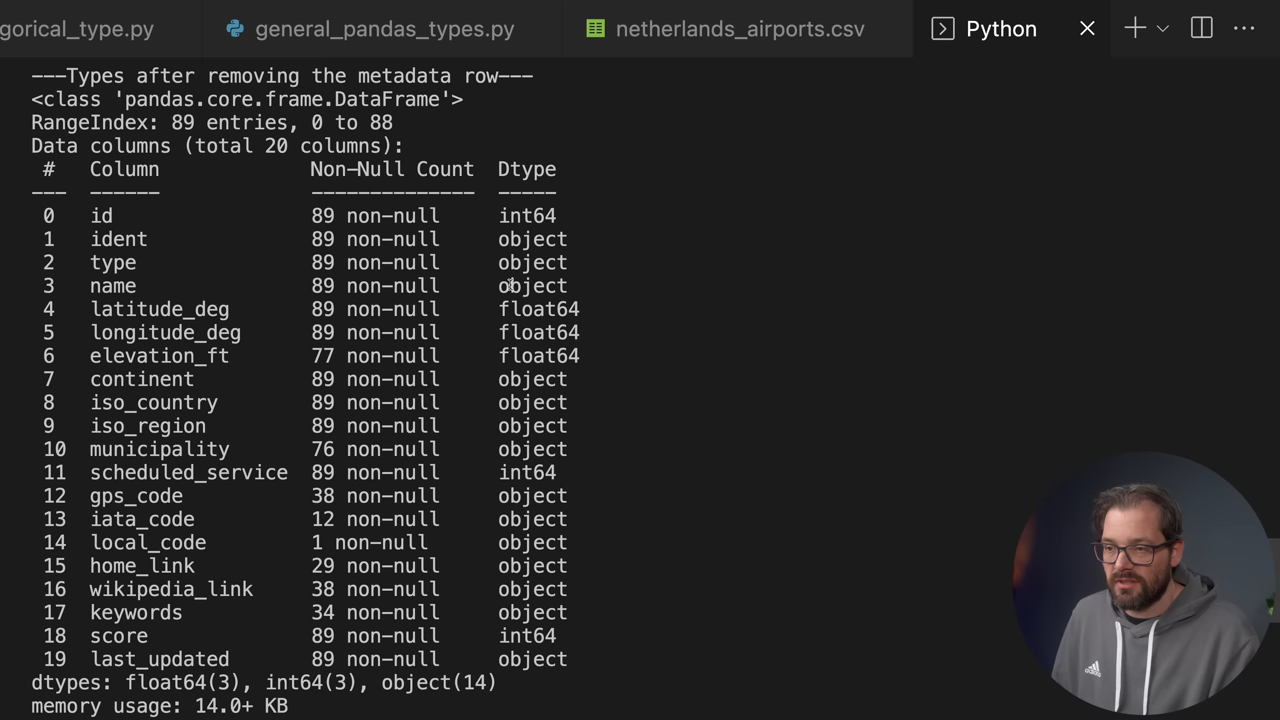 gorical_type.py
general_pandas_types.py
netherlands_airports.csv
Python
---Types after removing the metadata row---
<class 'pandas.core.frame.DataFrame'>
RangeIndex: 89 entries, 0 to 88
Data columns (total 20 columns):
#   Column   Non-Null Count   Dtype
---   ------   --------------   -----
0   id   89 non-null   int64
1   ident   89 non-null   object
2   type   89 non-null   object
3   name   89 non-null   object
4   latitude_deg   89 non-null   float64
5   longitude_deg   89 non-null   float64
6   elevation_ft   77 non-null   float64
7   continent   89 non-null   object
8   iso_country   89 non-null   object
9   iso_region   89 non-null   object
10   municipality   76 non-null   object
11   scheduled_service   89 non-null   int64
12   gps_code   38 non-null   object
13   iata_code   12 non-null   object
14   local_code   1 non-null   object
15   home_link   29 non-null   object
16   wikipedia_link   38 non-null   object
17   keywords   34 non-null   object
18   score   89 non-null   int64
19   last_updated   89 non-null   object
dtypes: float64(3), int64(3), object(14)
memory usage: 14.0+ KB
adidas